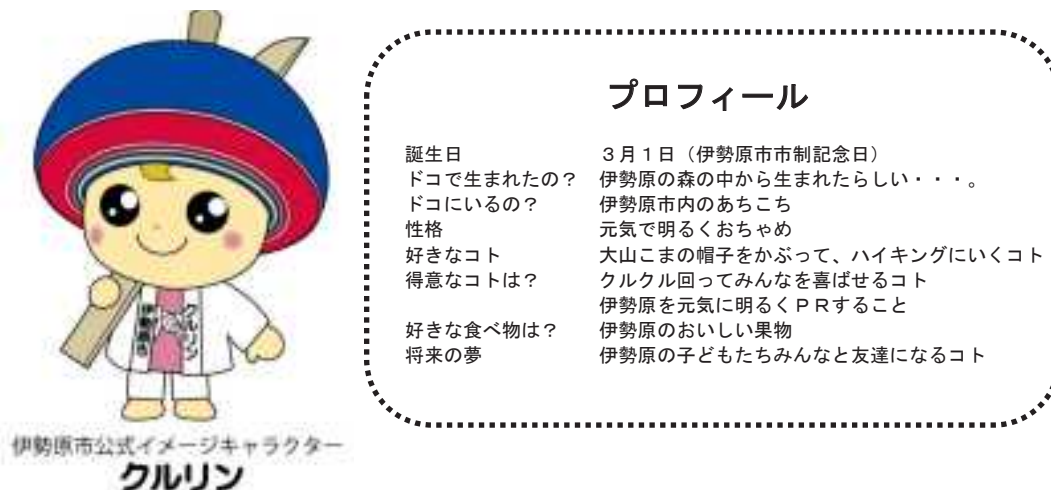 プロフィール
誕生日 3月1日（伊勢原市市制記念日）
ドコで生まれたの？ 伊勢原の森の中から生まれたらしい・・・。
ドコにいるの？ 伊勢原市内のあちこち
性格 元気で明るくおちゃめ
好きなコト 大山こまの帽子をかぶって、ハイキングにいくコト
得意なコトは？ クルクル回ってみんなを喜ばせるコト
伊勢原を元気に明るくＰＲすること
好きな食べ物は？ 伊勢原のおいしい果物
将来の夢 伊勢原の子どもたちみんなと友達になるコト
クルリン
伊勢原市
伊勢原市公式イメージキャラクター
クルリン